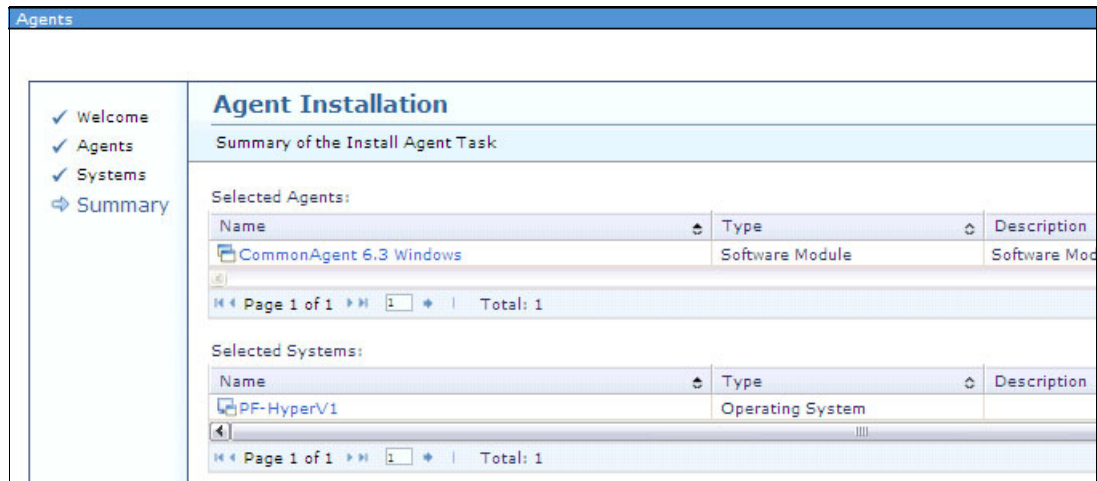 Agents
Welcome
Agents
Systems
Summary
Agent Installation
Summary of the Install Agent Task
Selected Agents:
Name Type Description
CommonAgent 6.3 Windows Software Module Software Mod
Page 1 of 1 1 Total: 1
Selected Systems:
Name Type Description
PF-HyperV1 Operating System
Page 1 of 1 1 Total: 1